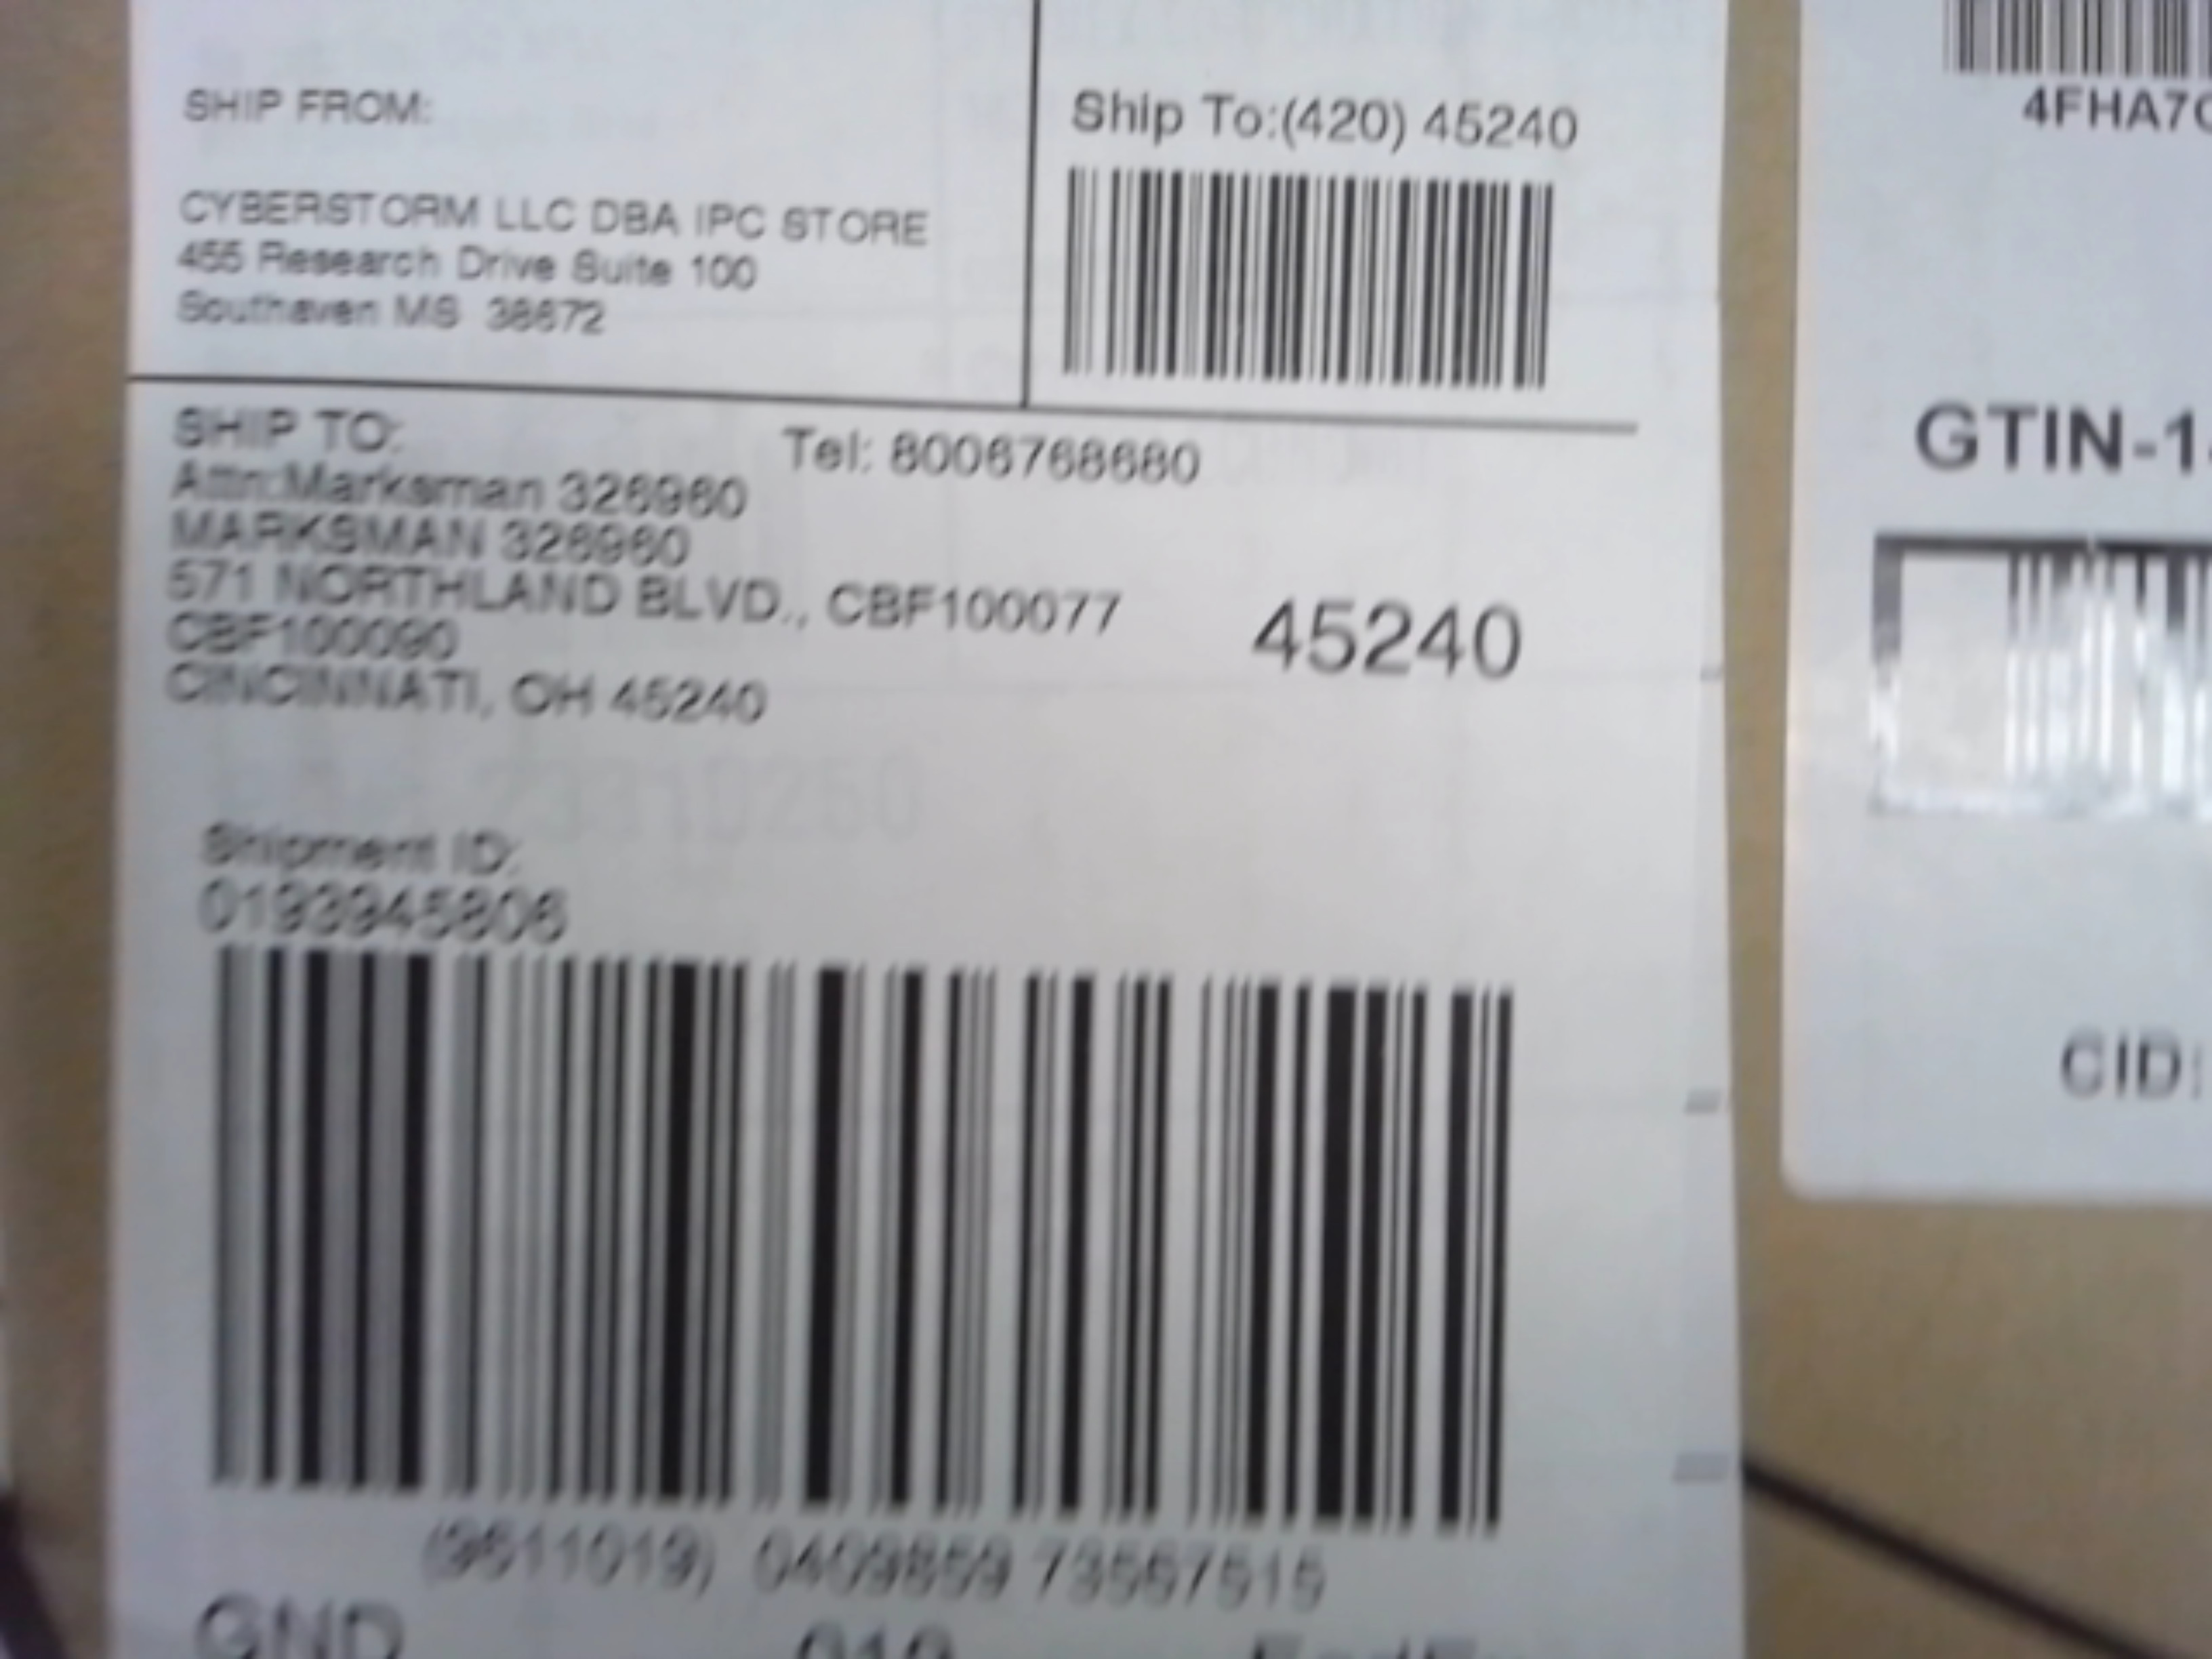 SHIP FROM:
CYBERSTORM LLC DBA IPC STORE
455 Research Drive Suite 100
Southaven MS 38672
Ship To:(420) 45240
SHIP TO:
Tel: 8006768680
Attn:Marksman 326960
MARKSMAN 326960
571 NORTHLAND BLVD., CBF100077
CBF100090
CINCINNATI, OH 45240
45240
Shipment ID:
0193945806
(9611019) 0409859 73567515
GND
4FHA7
GTIN-1
CID: